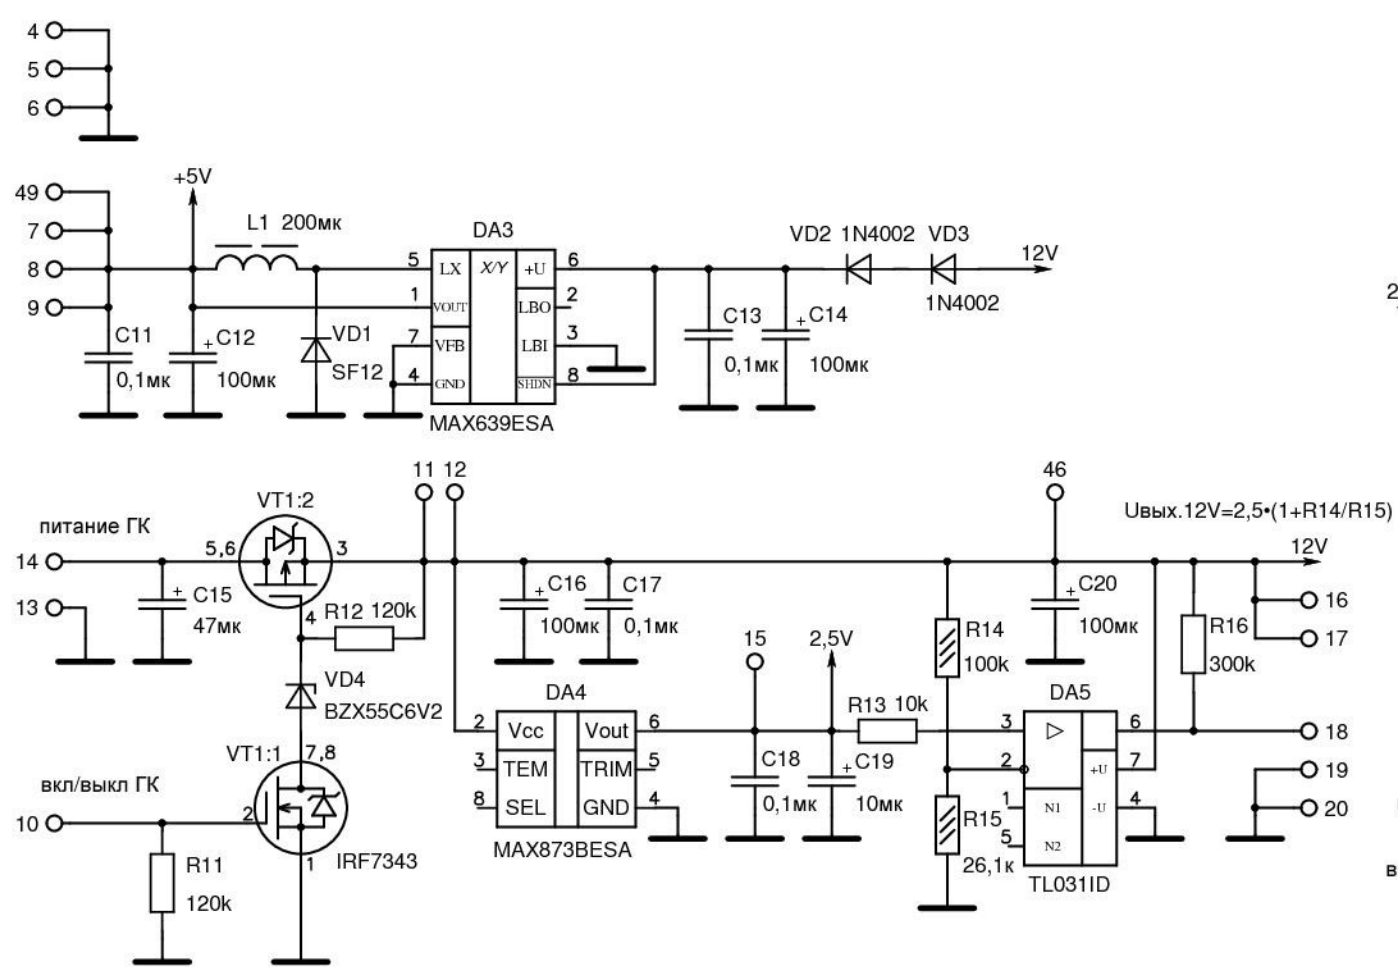 4
5
6
49
7
8
9
+5V
L1 200мк
C11
0,1мк
+
C12
100мк
VD1
SF12
DA3
5
LX
X/Y
+U
6
1
VOUT
LBO
2
7
VFB
LBI
3
4
GND
SHDN
8
MAX639ESA
C13
0,1мк
+
C14
100мк
VD2 1N4002 VD3
1N4002
12V
2
11 12
46
Uвых.12V=2,5•(1+R14/R15)
питание ГК
VT1:2
14
5,6
3
12V
13
+
C15
47мк
4
R12 120k
+
C16
100мк
C17
0,1мк
+
C20
100мк
16
17
R14
100k
R16
300k
VD4
BZX55C6V2
15
2,5V
R13 10k
DA4
2
Vcc
Vout
6
3
TEM
TRIM
5
8
SEL
GND
4
MAX873BESA
C18
0,1мк
+
C19
10мк
DA5
3
▷
6
18
2
+U
7
19
1
N1
-U
4
20
5
N2
TL031ID
R15
26,1к
VT1:1
7,8
вкл/выкл ГК
10
2
1
IRF7343
R11
120k
в